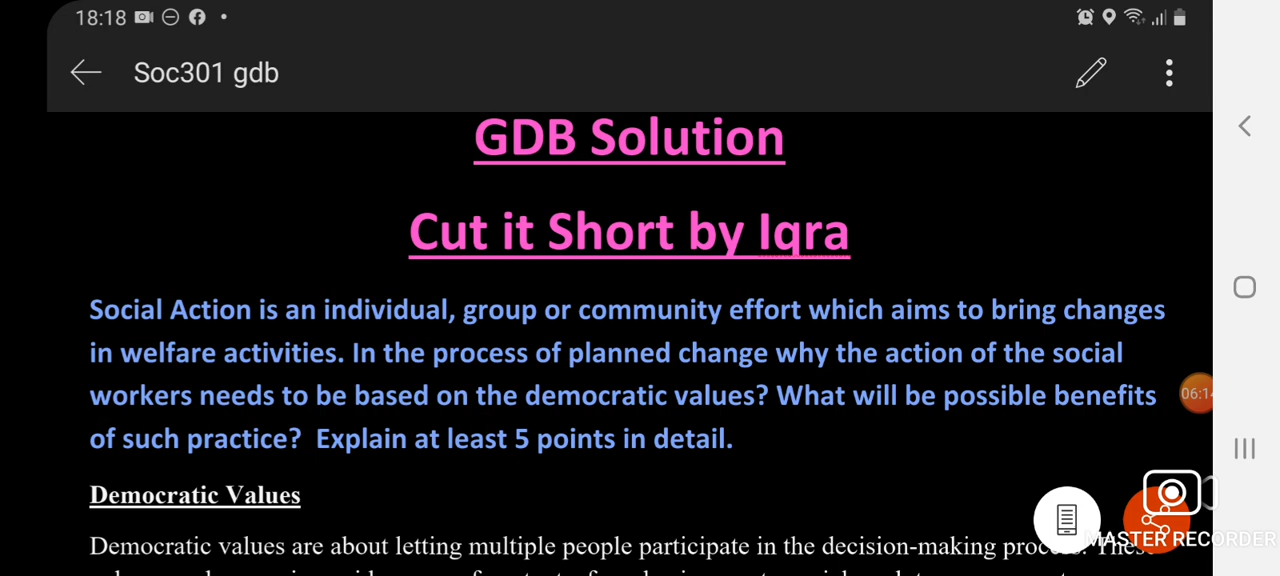 18:18
Soc301 gdb
GDB Solution
Cut it Short by Iqra
Social Action is an individual, group or community effort which aims to bring changes
in welfare activities. In the process of planned change why the action of the social
workers needs to be based on the democratic values? What will be possible benefits
06:14
of such practice?  Explain at least 5 points in detail.
Democratic Values
Democratic values are about letting multiple people participate in the decision-making process. These
MASTER RECORDER